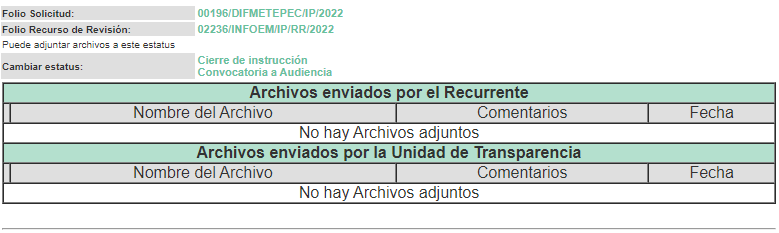 Folio Solicitud: 00196/DIFMETEPEC/IP/2022
Folio Recurso de Revisión: 02236/INFOEM/IP/RR/2022
Puede adjuntar archivos a este estatus
Cambiar estatus: Cierre de instrucción
Convocatoria a Audiencia
Archivos enviados por el Recurrente
Nombre del Archivo Comentarios Fecha
No hay Archivos adjuntos
Archivos enviados por la Unidad de Transparencia
Nombre del Archivo Comentarios Fecha
No hay Archivos adjuntos